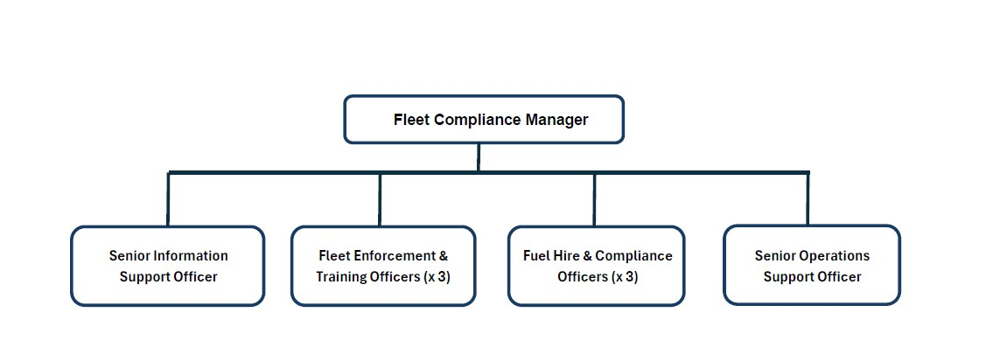 Fleet Compliance Manager
Senior Information
Support Officer
Fleet Enforcement &
Training Officers (x 3)
Fuel Hire & Compliance
Officers (x 3)
Senior Operations
Support Officer